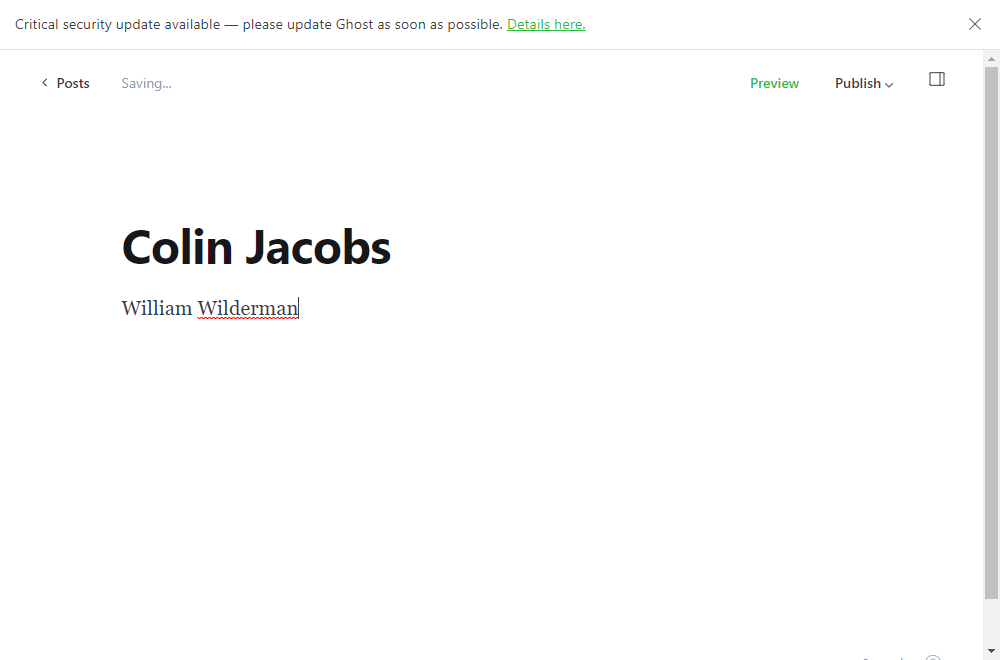 Critical security update available — please update Ghost as soon as possible. Details here.
Posts
Saving...
Preview
Publish
Colin Jacobs
William Wilderman